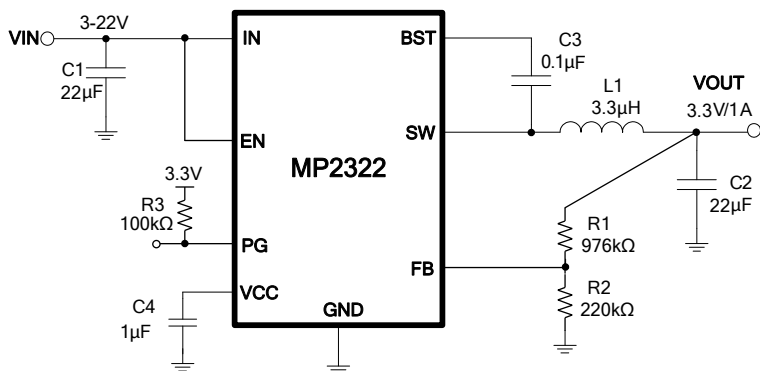 VIN
3-22V
C1
22µF
IN
EN
3.3V
R3
100kΩ
PG
C4
1µF
VCC
GND
MP2322
BST
SW
FB
C3
0.1µF
L1
3.3µH
VOUT
3.3V/1A
C2
22µF
R1
976kΩ
R2
220kΩ